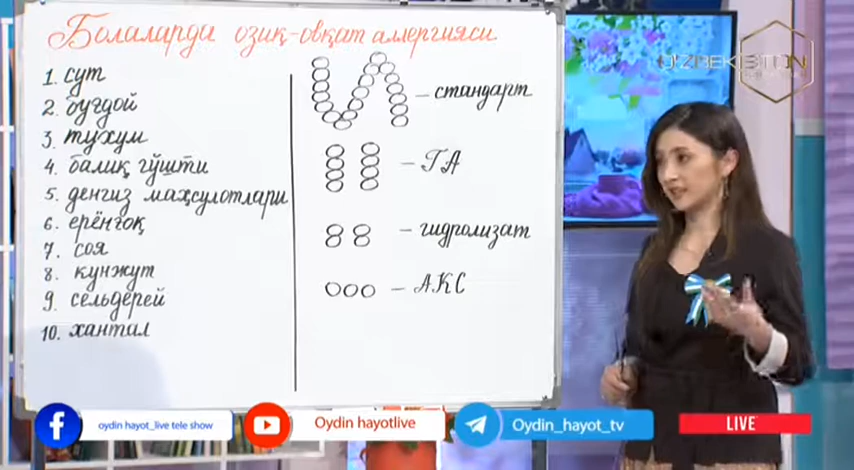 Болаларда озиқ-овқат аллергияси
1. сут
2. буғдой
3. тухум
4. балиқ гўшти
5. денгиз маҳсулотлари
6. ерёнғоқ
7. соя
8. кунжут
9. сельдерей
10. хантал
– стандарт
– ГА
– гидролизат
– АКС
oydin hayot_live tele show
Oydin hayotlive
Oydin_hayot_tv
LIVE